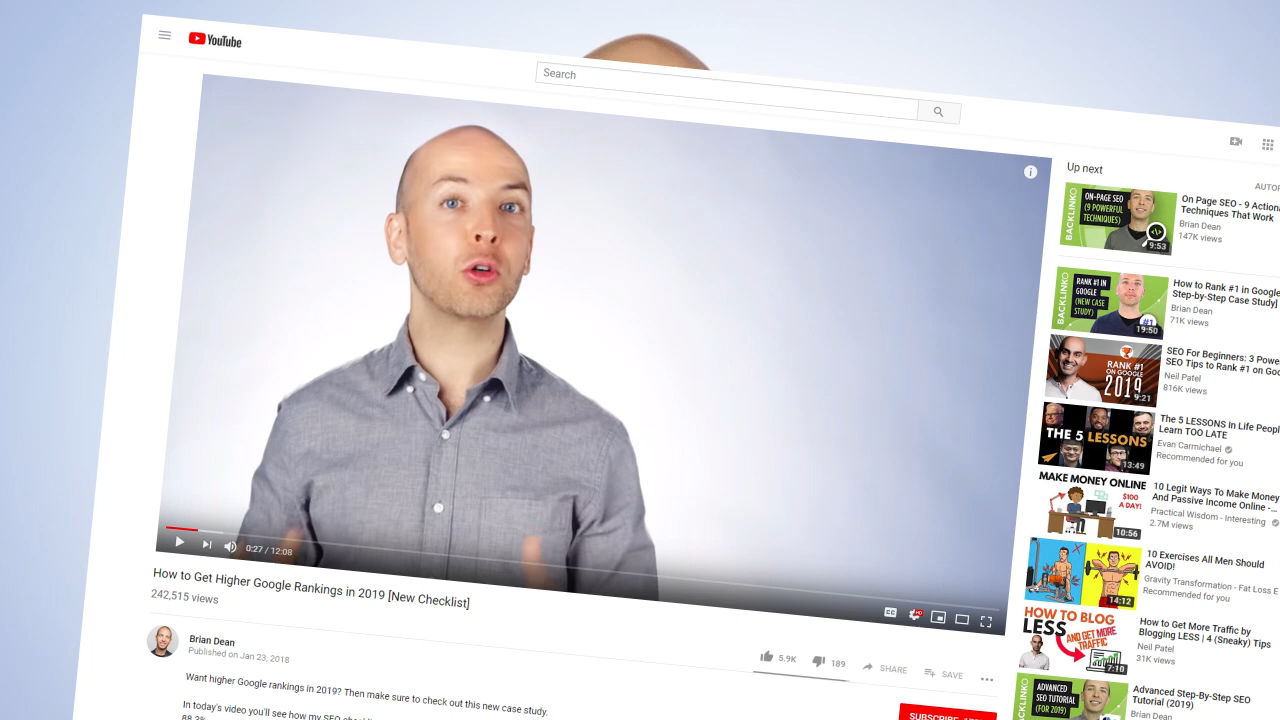 YouTube
Search
Up next
AUTOP
BACKLINKO
ON-PAGE SEO
(9 POWERFUL
TECHNIQUES)
9:53
On Page SEO - 9 Actiona
Techniques That Work
Brian Dean
147K views
BACKLINKO
RANK #1 IN
GOOGLE
(NEW CASE
STUDY)
#1
19:50
How to Rank #1 in Google
Step-by-Step Case Study]
Brian Dean
71K views
RANK #1
ON GOOGLE
2019
9:21
SEO For Beginners: 3 Powe
SEO Tips to Rank #1 on Goo
Neil Patel
816K views
THE 5 LESSONS
13:49
The 5 LESSONS In Life Peopl
Learn TOO LATE
Evan Carmichael
Recommended for you
MAKE MONEY ONLINE
$100
A DAY!
10:56
10 Legit Ways To Make Money
And Passive Income Online -...
Practical Wisdom - Interesting
2.7M views
14:12
10 Exercises All Men Should
AVOID!
Gravity Transformation - Fat Loss E
Recommended for you
HOW TO BLOG
LESS
AND GET MORE
TRAFFIC
7:10
How to Get More Traffic by
Blogging LESS | 4 (Sneaky) Tips
Neil Patel
31K views
ADVANCED
SEO TUTORIAL
(FOR 2019)
Advanced Step-By-Step SEO
Tutorial (2019)
Brian Dean
0:27 / 12:08
HD
How to Get Higher Google Rankings in 2019 [New Checklist]
242,515 views
5.9K
189
SHARE
SAVE
Brian Dean
Published on Jan 23, 2018
Want higher Google rankings in 2019? Then make sure to check out this new case study.
In today's video you'll see how my SEO
88.3%
SUBSCRIBE